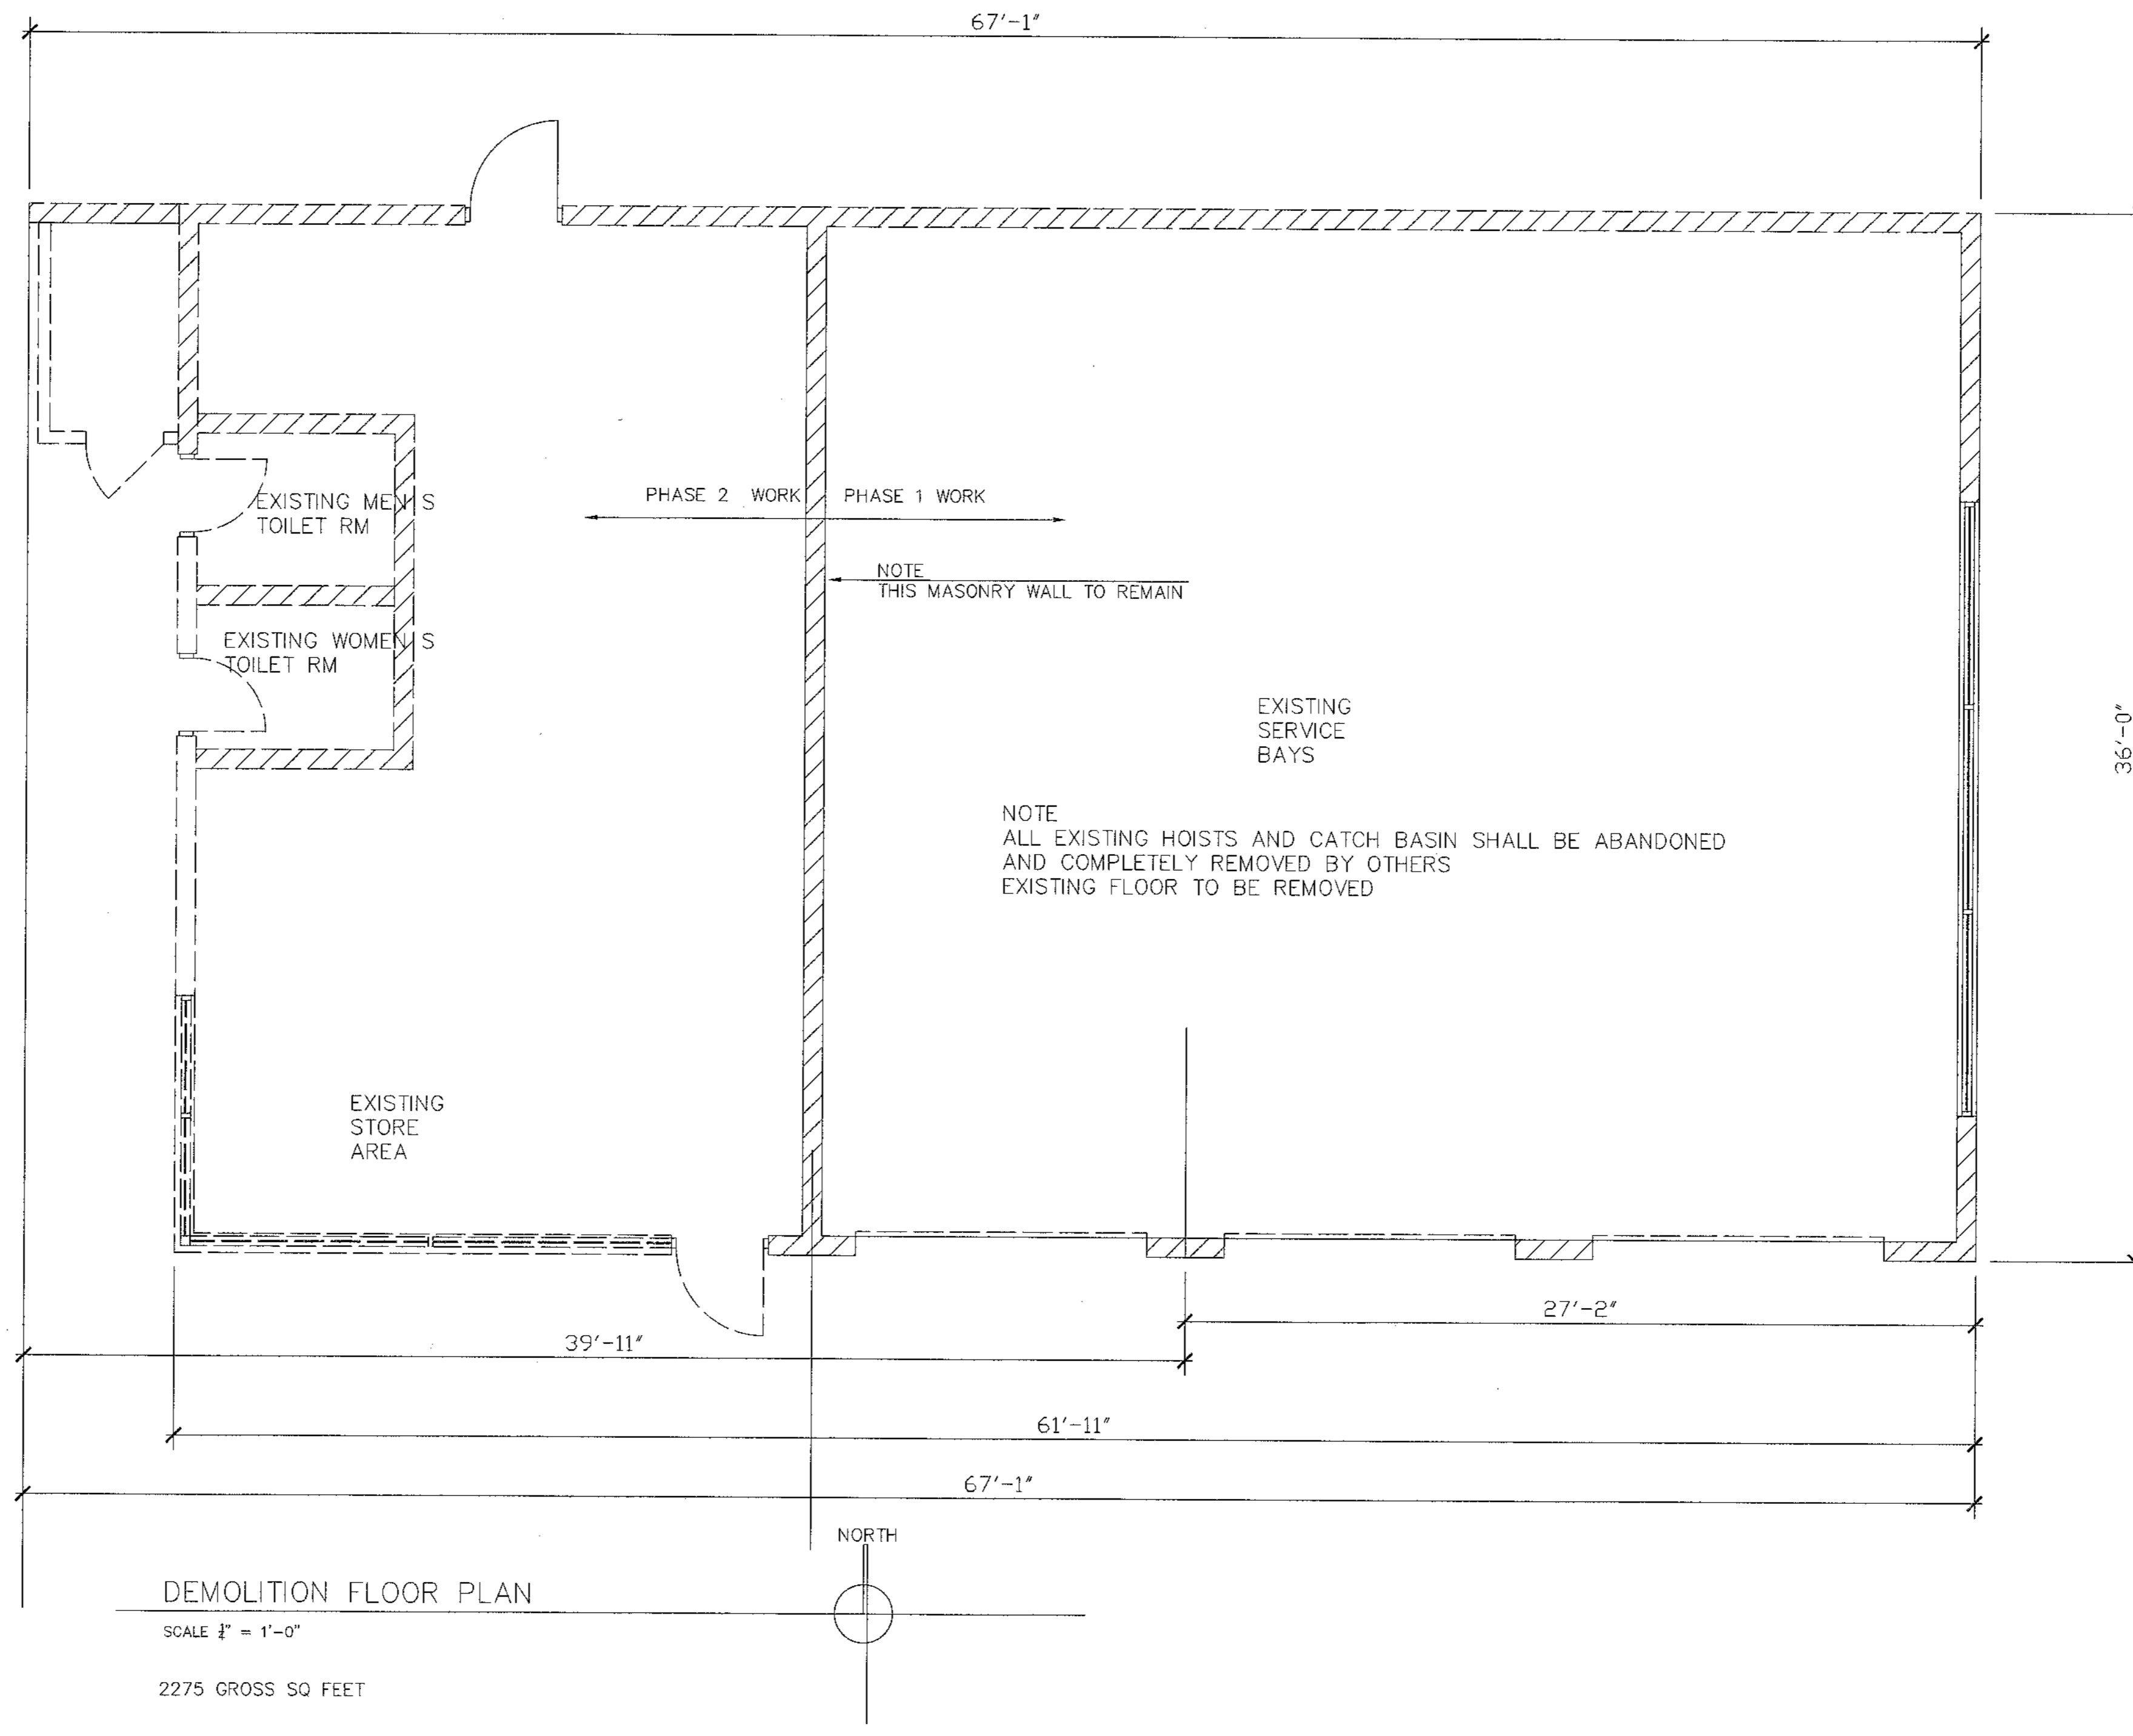 67'-1"
PHASE 2 WORK
PHASE 1 WORK
EXISTING MEN S
TOILET RM
NOTE
THIS MASONRY WALL TO REMAIN
EXISTING WOMEN S
TOILET RM
EXISTING
SERVICE
BAYS
36'-0"
NOTE
ALL EXISTING HOISTS AND CATCH BASIN SHALL BE ABANDONED
AND COMPLETELY REMOVED BY OTHERS
EXISTING FLOOR TO BE REMOVED
EXISTING
STORE
AREA
27'-2"
39'-11"
61'-11"
67'-1"
NORTH
DEMOLITION FLOOR PLAN
SCALE ¼" = 1'-0"
2275 GROSS SQ FEET